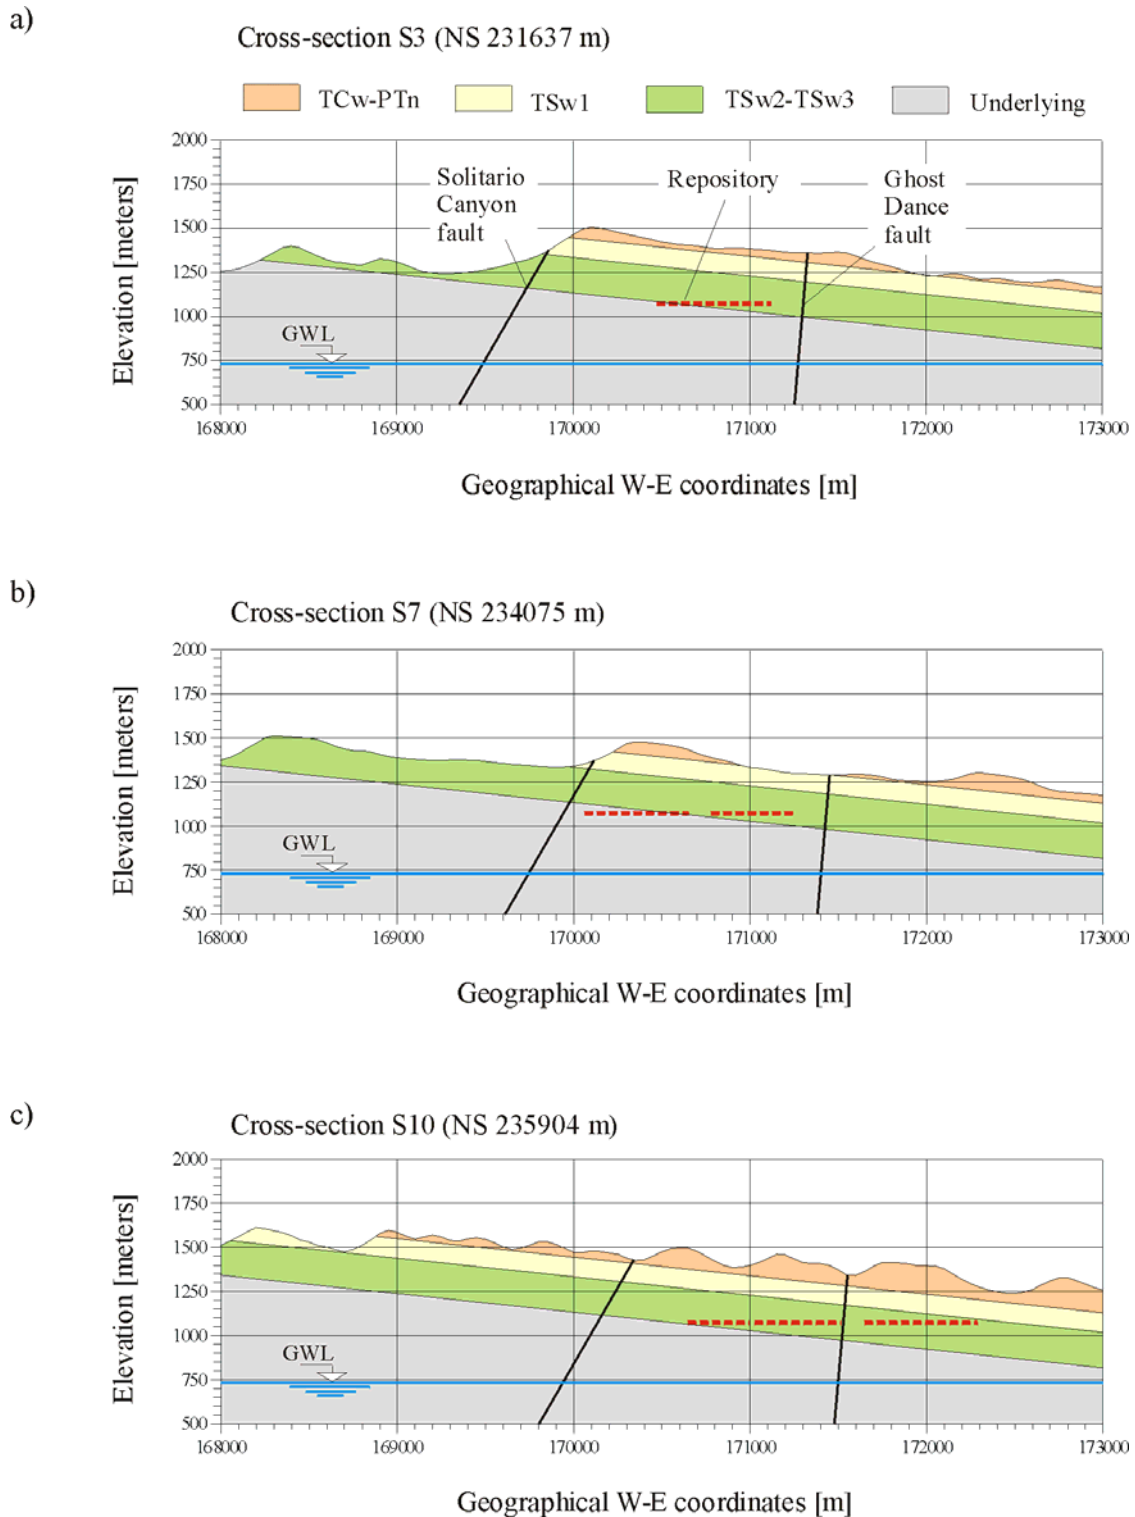 a)
Cross-section S3 (NS 231637 m)
TCw-PTn
TSw1
TSw2-TSw3
Underlying
Elevation [meters]
2000
1750
1500
1250
1000
750
500
Solitario
Canyon
fault
Repository
Ghost
Dance
fault
GWL
168000
169000
170000
171000
172000
173000
Geographical W-E coordinates [m]
b)
Cross-section S7 (NS 234075 m)
Elevation [meters]
2000
1750
1500
1250
1000
750
500
GWL
168000
169000
170000
171000
172000
173000
Geographical W-E coordinates [m]
c)
Cross-section S10 (NS 235904 m)
Elevation [meters]
2000
1750
1500
1250
1000
750
500
GWL
168000
169000
170000
171000
172000
173000
Geographical W-E coordinates [m]